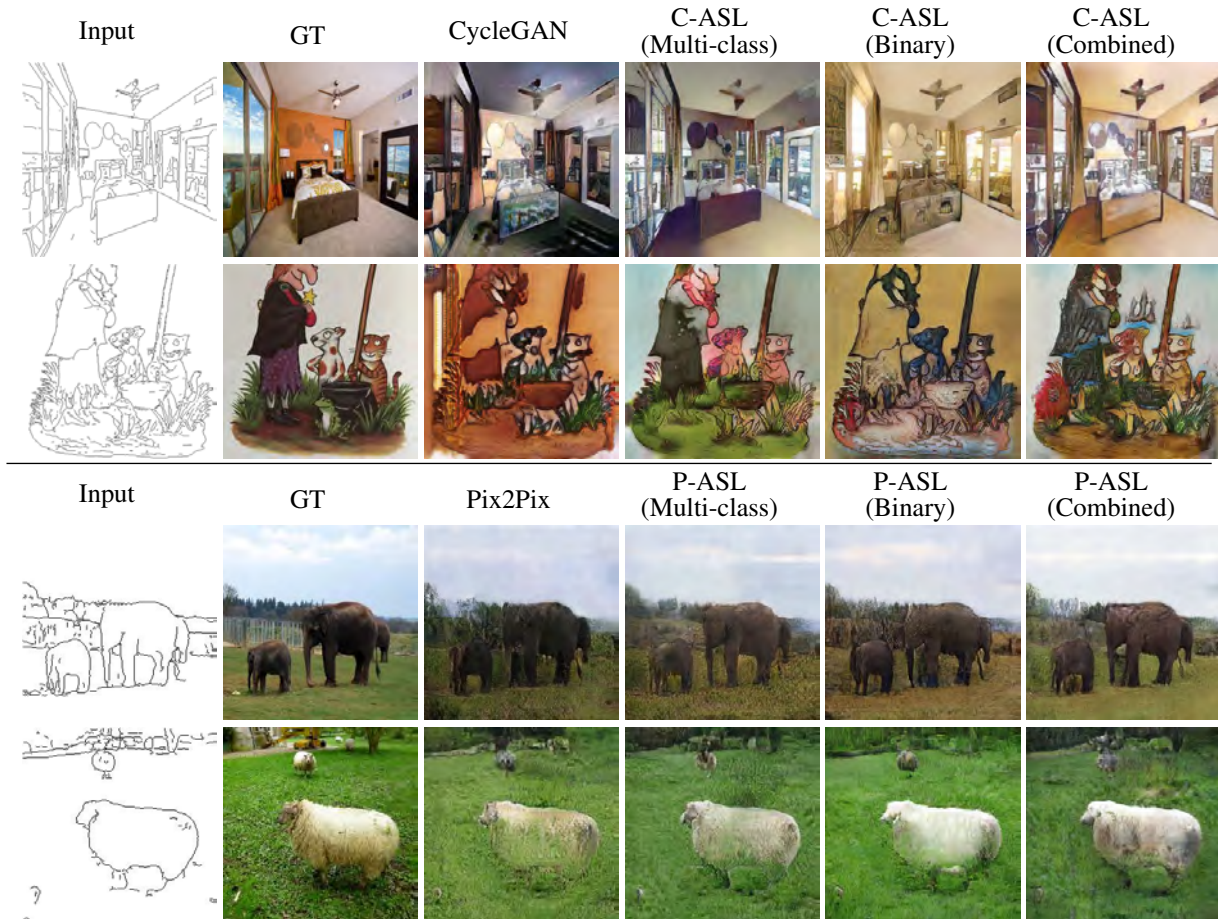 Input
GT
CycleGAN
C-ASL
(Multi-class)
C-ASL
(Binary)
C-ASL
(Combined)
Input
GT
Pix2Pix
P-ASL
(Multi-class)
P-ASL
(Binary)
P-ASL
(Combined)